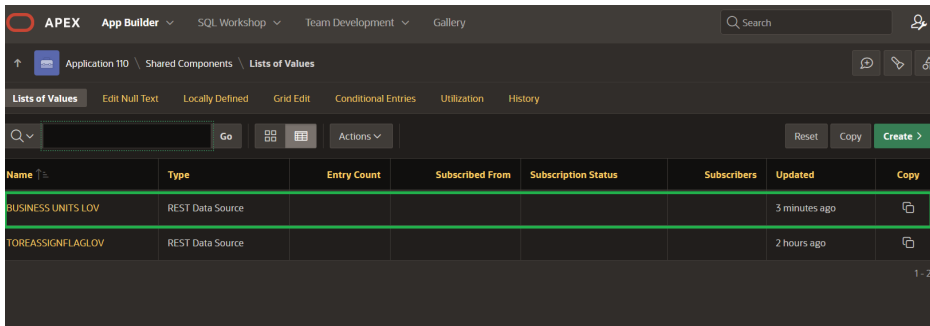 APEX App Builder SQL Workshop Team Development Gallery Search
Application 110 \ Shared Components \ Lists of Values
Lists of Values Edit Null Text Locally Defined Grid Edit Conditional Entries Utilization History
Go Actions Reset Copy Create >
Name Type Entry Count Subscribed From Subscription Status Subscribers Updated Copy
BUSINESS UNITS LOV REST Data Source 3 minutes ago
TOREASSIGNFLAGLOV REST Data Source 2 hours ago
1 - 2